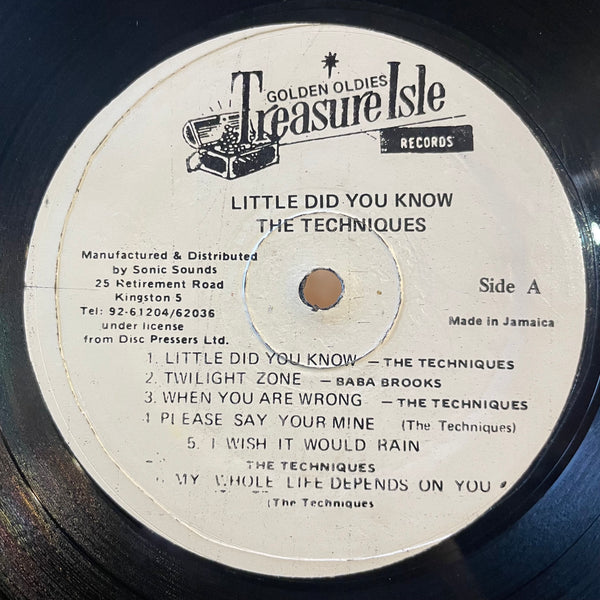 GOLDEN OLDIES
Treasure Isle
RECORDS
LITTLE DID YOU KNOW
THE TECHNIQUES
Manufactured & Distributed
by Sonic Sounds
25 Retirement Road
Kingston 5
Tel: 92-61204/62036
under license
from Disc Pressers Ltd.
Side A
Made in Jamaica
1. LITTLE DID YOU KNOW – THE TECHNIQUES
2. TWILIGHT ZONE – BABA BROOKS
3. WHEN YOU ARE WRONG – THE TECHNIQUES
4 PLEASE SAY YOUR MINE (The Techniques)
5. I WISH IT WOULD RAIN
THE TECHNIQUES
MY WHOLE LIFE DEPENDS ON YOU
(The Techniques